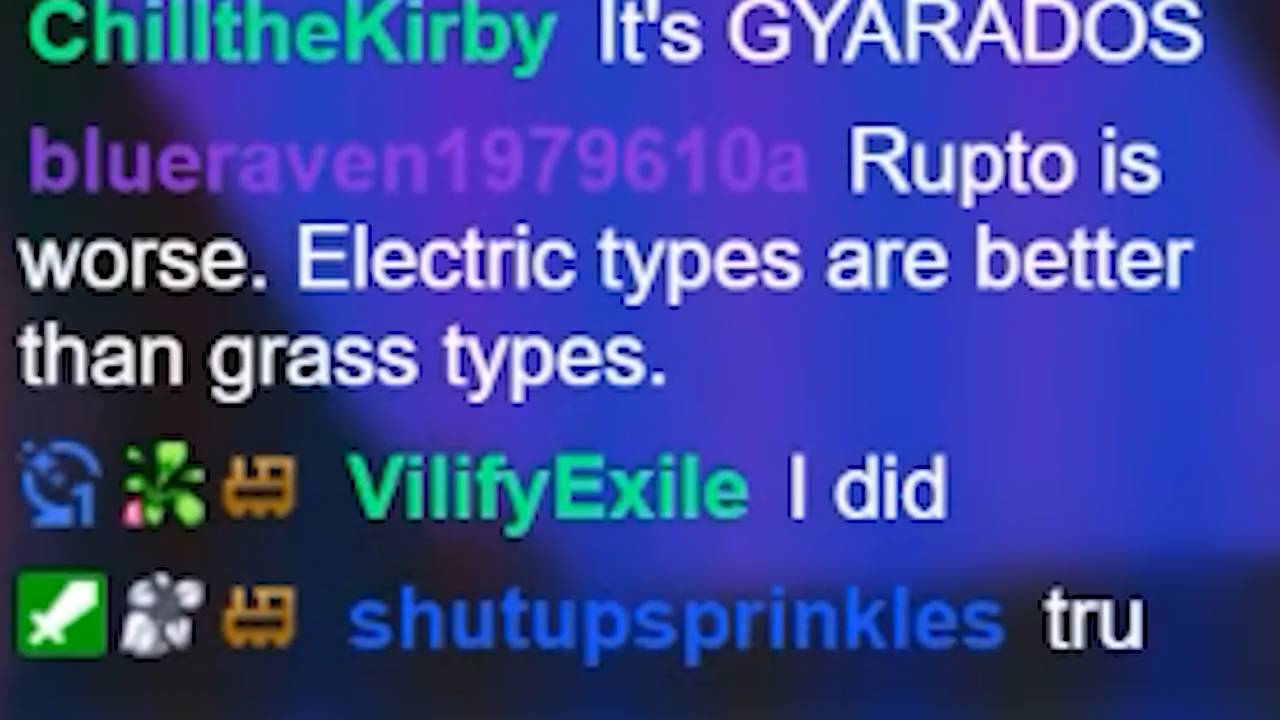 ChilltheKirby It's GYARADOS
blueraven1979610a Rupto is
worse. Electric types are better
than grass types.
VilifyExile I did
shutupsprinkles tru